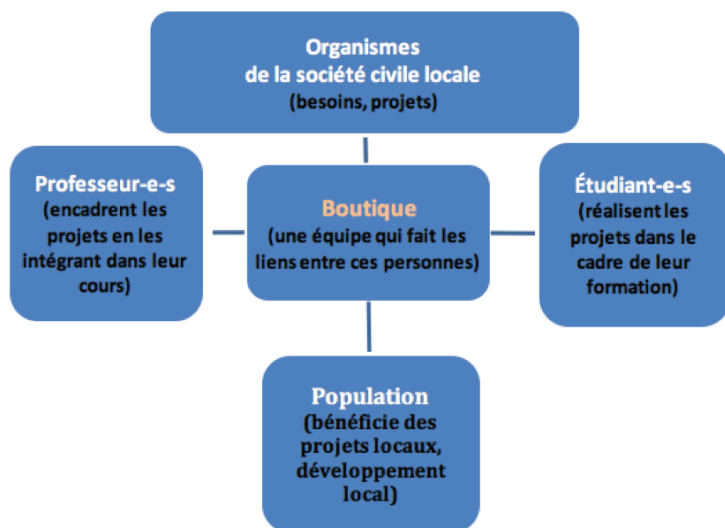 Organismes
de la société civile locale
(besoins, projets)
Professeur-e-s
(encadrent les
projets en les
intégrant dans leur
cours)
Boutique
(une équipe qui fait les
liens entre ces personnes)
Étudiant-e-s
(réalisent les
projets dans le
cadre de leur
formation)
Population
(bénéficie des
projets locaux,
développement
local)